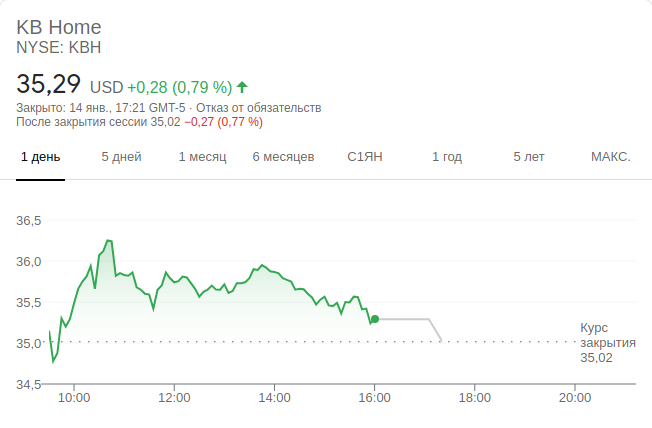 KB Home
NYSE: KBH
35,29 USD +0,28 (0,79 %)
Закрыто: 14 янв., 17:21 GMT-5 · Отказ от обязательств
После закрытия сессии 35,02 −0,27 (0,77 %)
1 день 5 дней 1 месяц 6 месяцев С1ЯН 1 год 5 лет МАКС.
36,5
36,0
35,5
35,0
34,5
Курс
закрытия
35,02
10:00 12:00 14:00 16:00 18:00 20:00